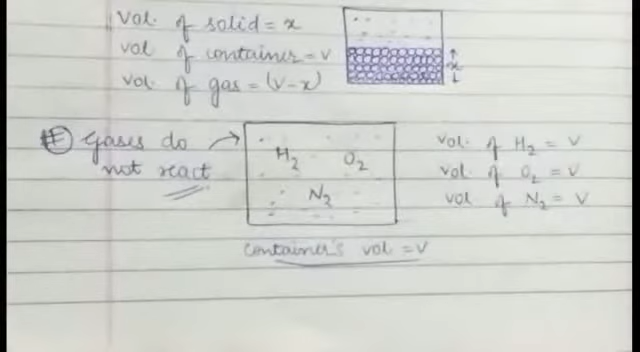 Vol. of solid = x
vol of container = v
vol. of gas = (v-x)
x
Gases do
not react
H2
O2
N2
vol. of H2 = V
vol. of O2 = V
vol of N2 = V
container's vol = V